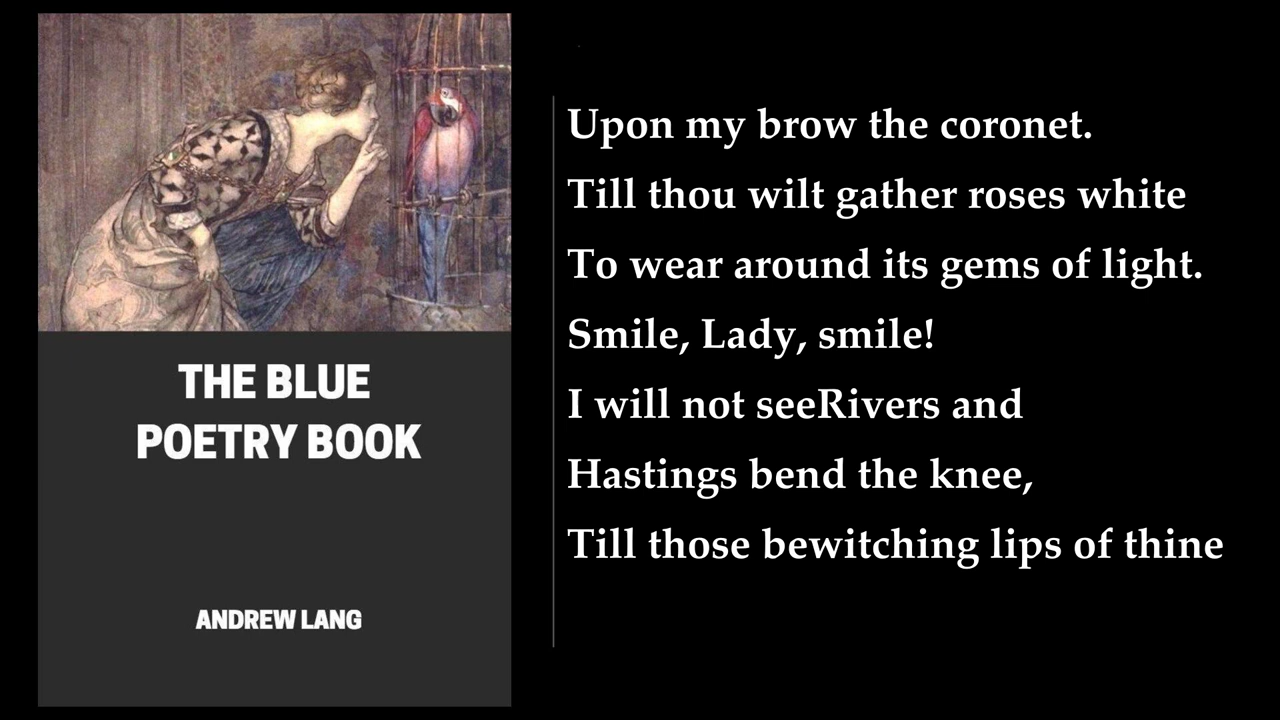 THE BLUE
POETRY BOOK
ANDREW LANG
Upon my brow the coronet.
Till thou wilt gather roses white
To wear around its gems of light.
Smile, Lady, smile!
I will not seeRivers and
Hastings bend the knee,
Till those bewitching lips of thine